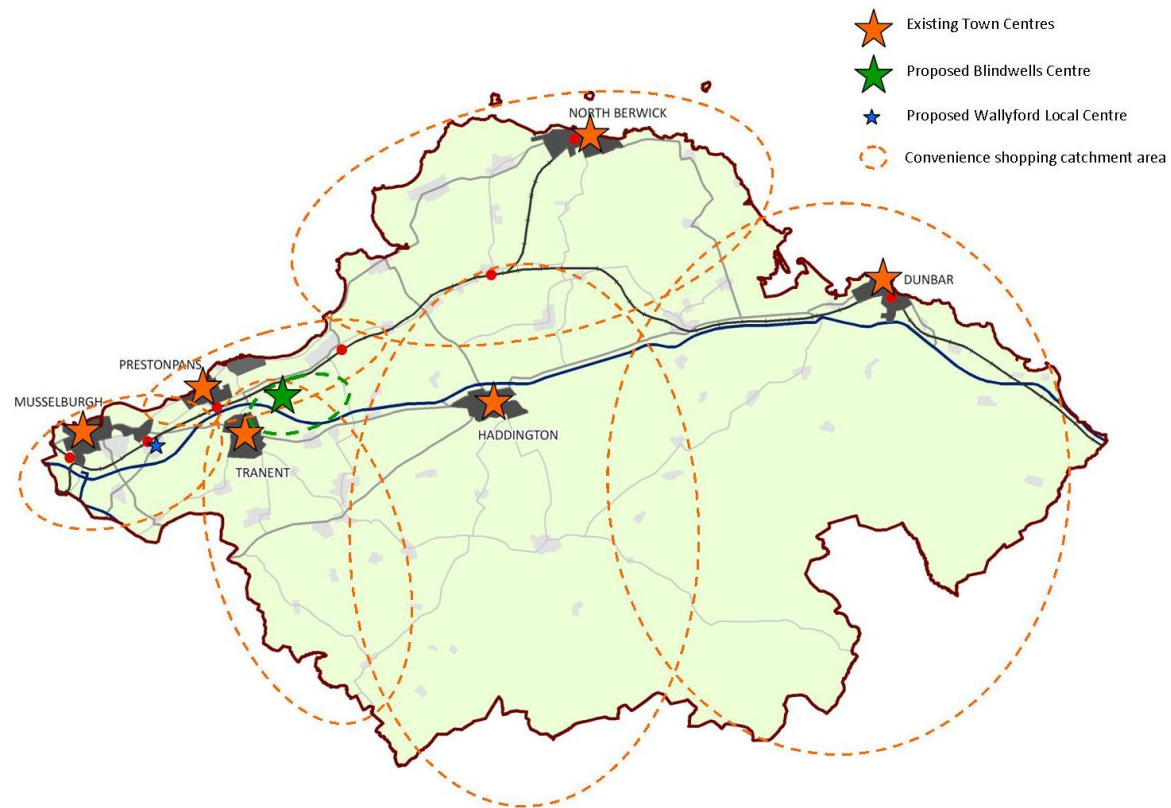 Existing Town Centres
Proposed Blindwells Centre
Proposed Wallyford Local Centre
Convenience shopping catchment area
NORTH BERWICK
DUNBAR
PRESTONPANS
MUSSELBURGH
HADDINGTON
TRANENT